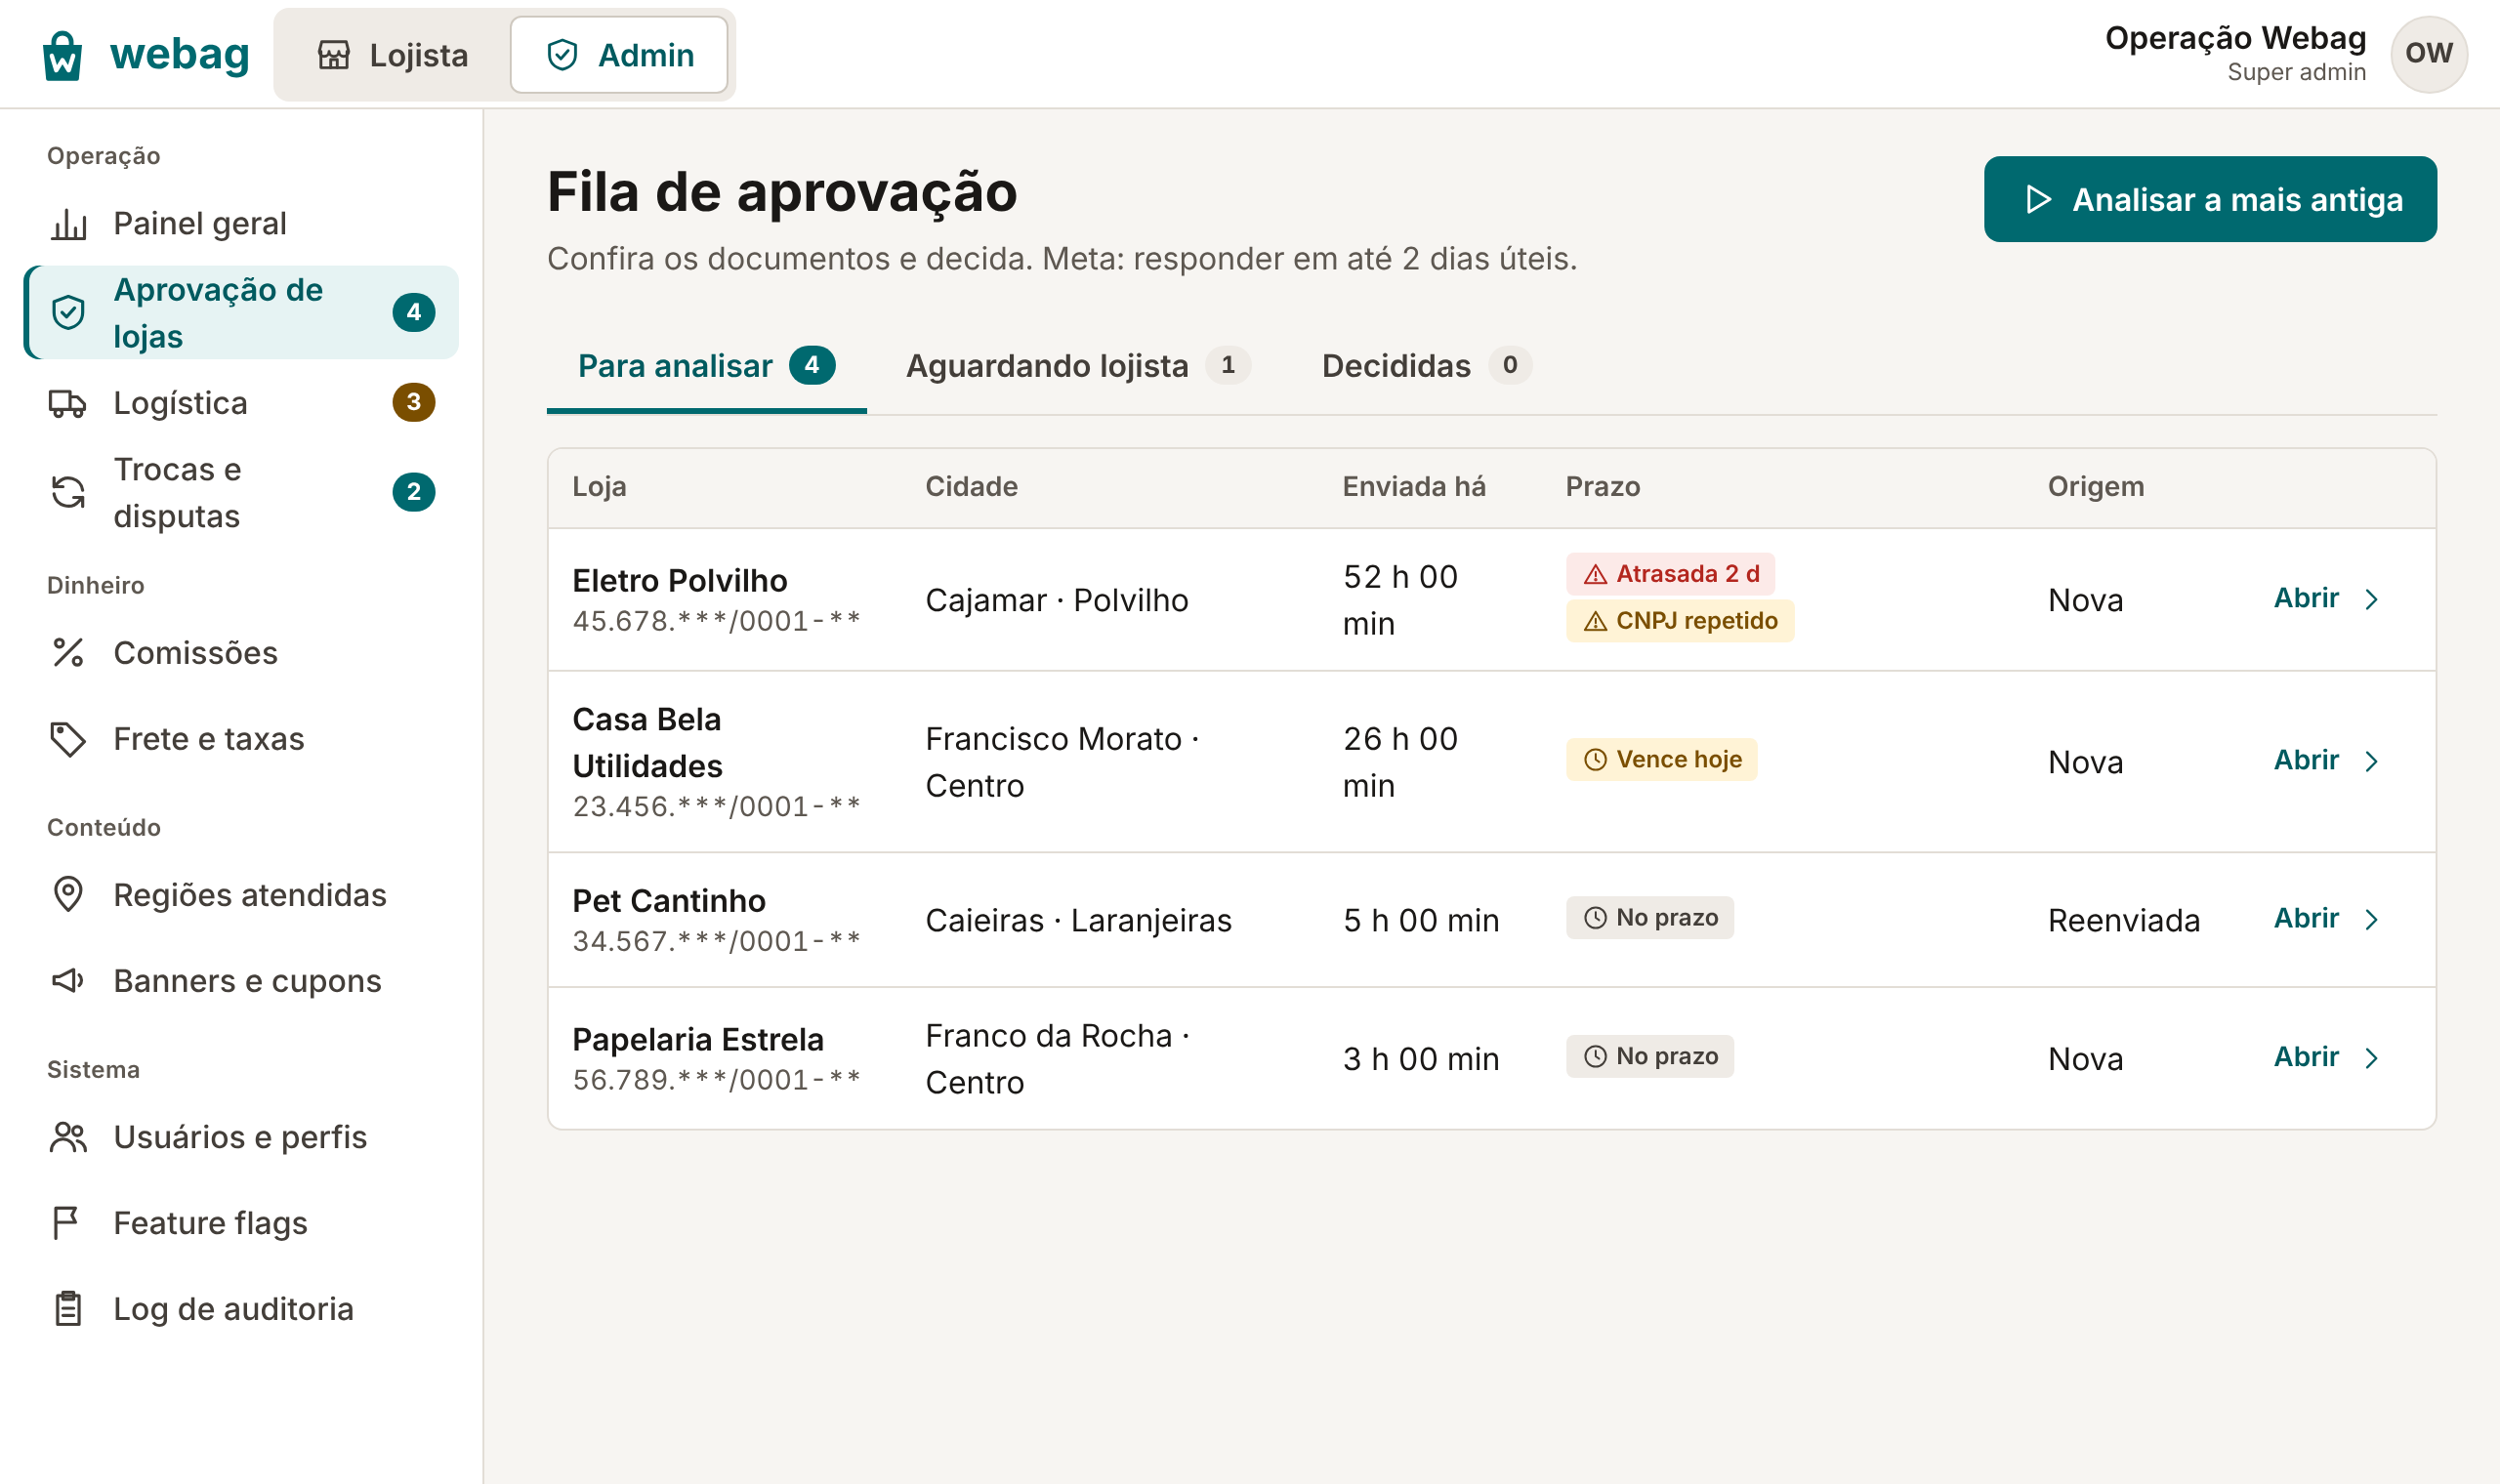 webag
Lojista
Admin
Operação Webag
Super admin
OW
Operação
Painel geral
Aprovação de
lojas
4
Logística
3
Trocas e
disputas
2
Dinheiro
Comissões
Frete e taxas
Conteúdo
Regiões atendidas
Banners e cupons
Sistema
Usuários e perfis
Feature flags
Log de auditoria
Fila de aprovação
Confira os documentos e decida. Meta: responder em até 2 dias úteis.
Analisar a mais antiga
Para analisar 4
Aguardando lojista 1
Decididas 0
Loja Cidade Enviada há Prazo Origem
Eletro Polvilho
45.678.***/0001-**
Cajamar · Polvilho
52 h 00
min
Atrasada 2 d
CNPJ repetido
Nova
Abrir
Casa Bela
Utilidades
23.456.***/0001-**
Francisco Morato ·
Centro
26 h 00
min
Vence hoje
Nova
Abrir
Pet Cantinho
34.567.***/0001-**
Caieiras · Laranjeiras
5 h 00 min
No prazo
Reenviada
Abrir
Papelaria Estrela
56.789.***/0001-**
Franco da Rocha ·
Centro
3 h 00 min
No prazo
Nova
Abrir